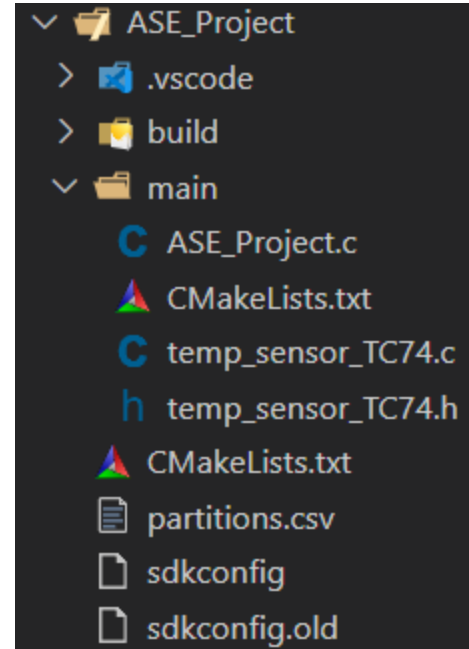 ASE_Project
.vscode
build
main
C ASE_Project.c
CMakeLists.txt
C temp_sensor_TC74.c
h temp_sensor_TC74.h
CMakeLists.txt
partitions.csv
sdkconfig
sdkconfig.old